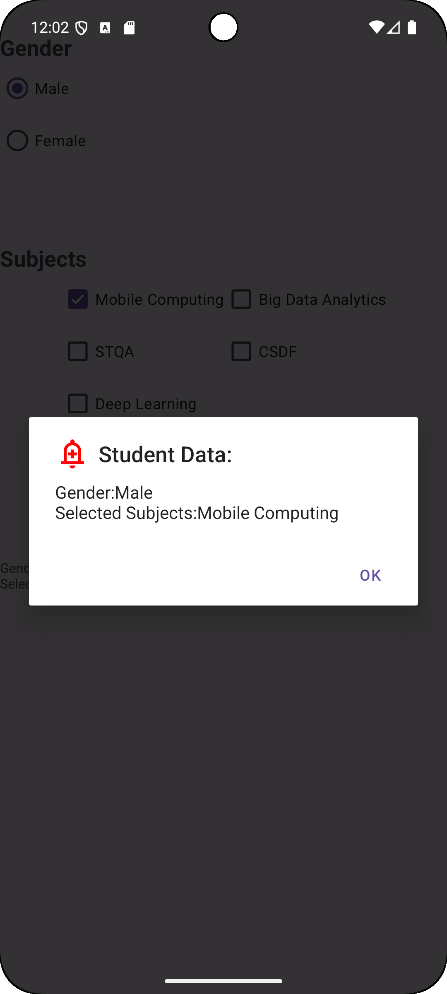 12:02
Gender
Male
Female
Subjects
Mobile Computing Big Data Analytics
STQA CSDF
Deep Learning
Student Data:
Gender:Male
Selected Subjects:Mobile Computing
OK